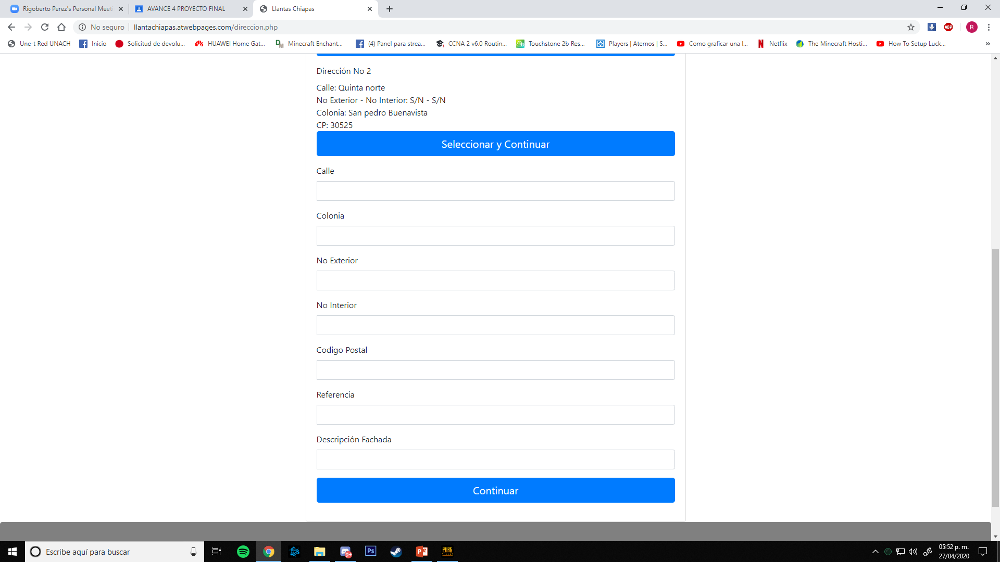 Rigoberto Perez's Personal Meeti
AVANCE 4 PROYECTO FINAL
Llantas Chiapas
No seguro
llantachiapas.atwebpages.com/direccion.php
ABP
R
Une-t Red UNACH
Inicio
Solicitud de devolu...
HUAWEI Home Gat...
Minecraft Enchant...
(4) Panel para strea...
CCNA 2 v6.0 Routin...
Touchstone 2b Res...
Players | Aternos | S...
Como graficar una l...
Netflix
The Minecraft Hosti...
How To Setup Luck...
Dirección No 2
Calle: Quinta norte
No Exterior - No Interior: S/N - S/N
Colonia: San pedro Buenavista
CP: 30525
Seleccionar y Continuar
Calle
Colonia
No Exterior
No Interior
Codigo Postal
Referencia
Descripción Fachada
Continuar
Escribe aquí para buscar
9+
Ps
PUBG
05:52 p. m.
27/04/2020